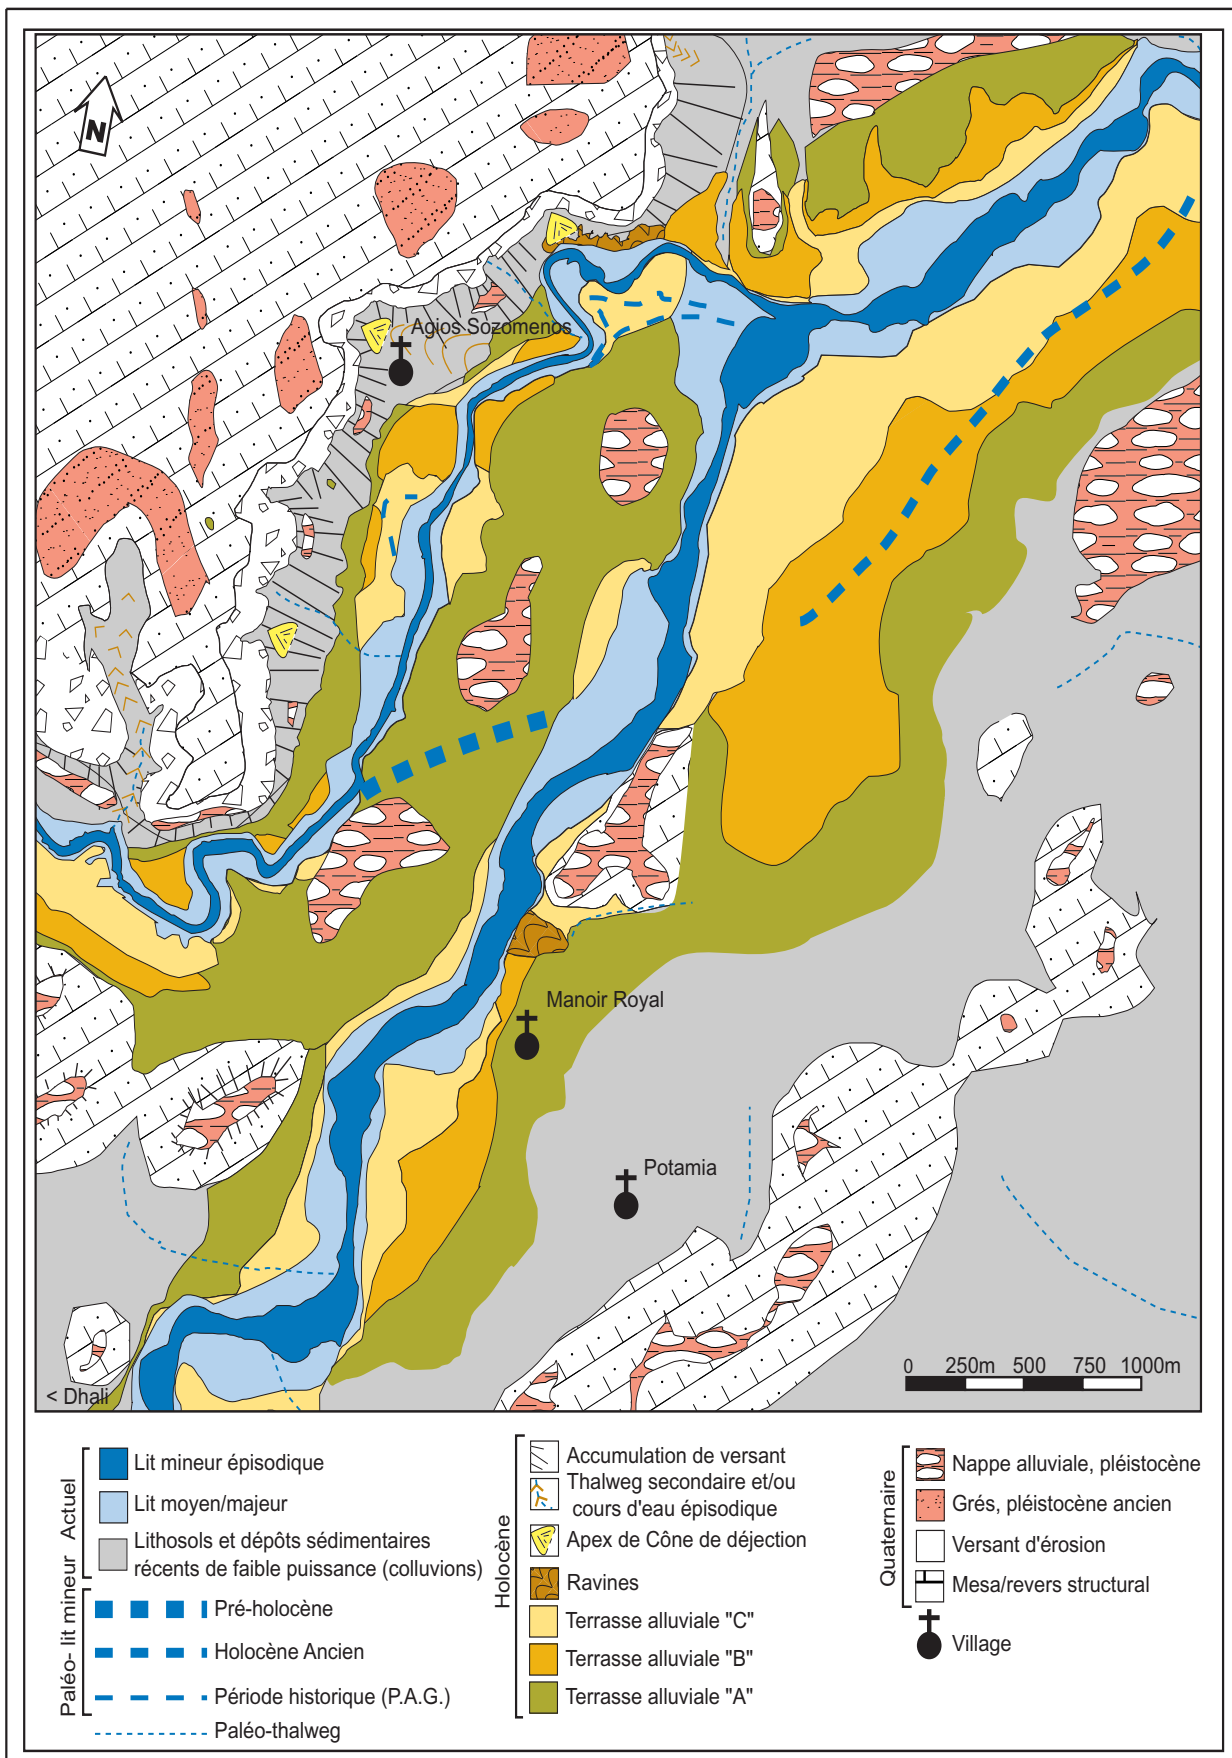 N
Agios Sozomenos
Manoir Royal
Potamia
< Dhali
0 250m 500 750 1000m
Paléo- lit mineur Actuel
Lit mineur épisodique
Lit moyen/majeur
Lithosols et dépôts sédimentaires
récents de faible puissance (colluvions)
Pré-holocène
Holocène Ancien
Période historique (P.A.G.)
Paléo-thalweg
Holocène
Accumulation de versant
Thalweg secondaire et/ou
cours d'eau épisodique
Apex de Cône de déjection
Ravines
Terrasse alluviale "C"
Terrasse alluviale "B"
Terrasse alluviale "A"
Quaternaire
Nappe alluviale, pléistocène
Grés, pléistocène ancien
Versant d'érosion
Mesa/revers structural
Village